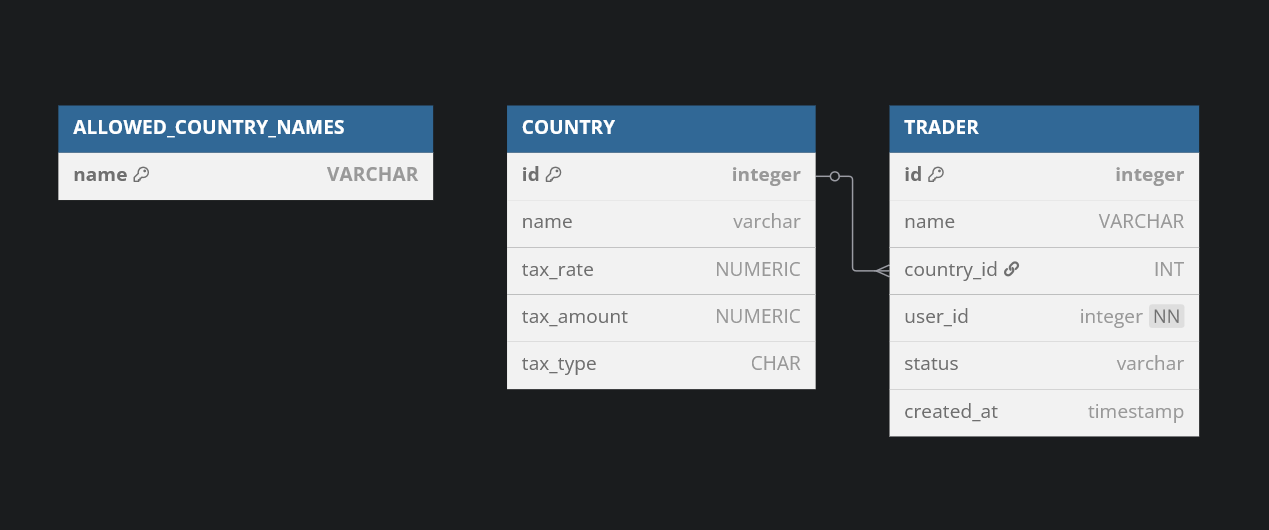 ALLOWED_COUNTRY_NAMES
name VARCHAR
COUNTRY
id integer
name varchar
tax_rate NUMERIC
tax_amount NUMERIC
tax_type CHAR
TRADER
id integer
name VARCHAR
country_id INT
user_id integer NN
status varchar
created_at timestamp